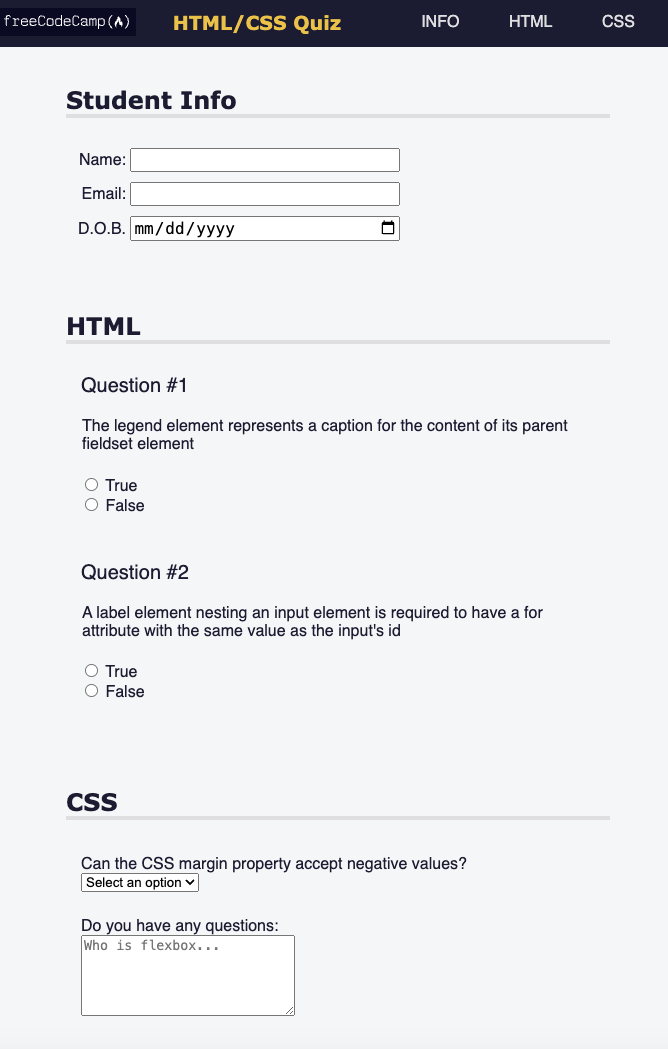 freeCodeCamp(🔥)
HTML/CSS Quiz
INFO
HTML
CSS
Student Info
Name:
Email:
D.O.B.
mm/dd/yyyy
HTML
Question #1
The legend element represents a caption for the content of its parent
fieldset element
True
False
Question #2
A label element nesting an input element is required to have a for
attribute with the same value as the input's id
True
False
CSS
Can the CSS margin property accept negative values?
Select an option
Do you have any questions:
Who is flexbox...